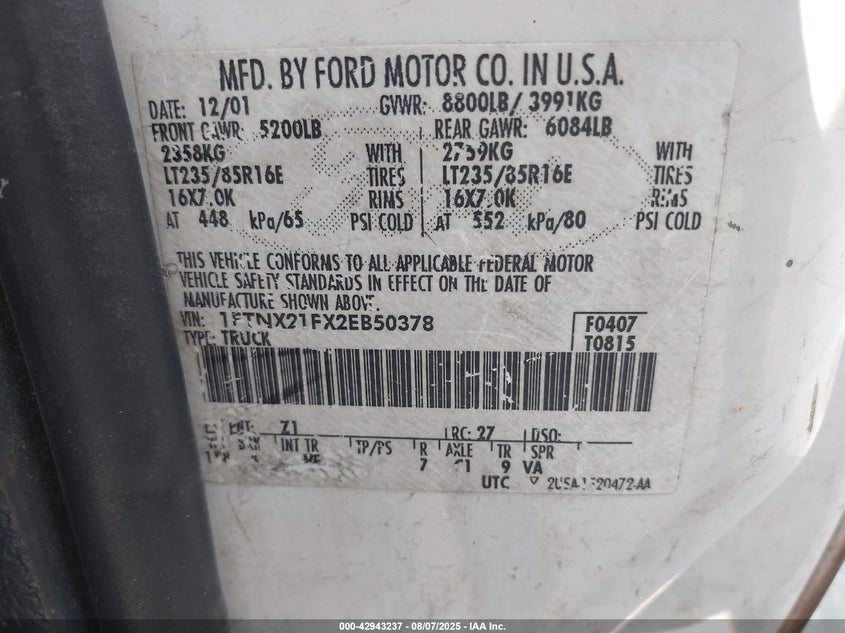 MFD. BY FORD MOTOR CO. IN U.S.A.
DATE: 12/01 GVWR: 8800LB/ 3991KG
FRONT GAWR: 5200LB REAR GAWR: 6084LB
2358KG WITH 2759KG WITH
LT235/85R16E TIRES LT235/85R16E TIRES
16X7.0K RIMS 16X7.0K RIMS
AT 448 kPa/65 PSI COLD AT 552 kPa/80 PSI COLD
THIS VEHICLE CONFORMS TO ALL APPLICABLE FEDERAL MOTOR
VEHICLE SAFETY STANDARDS IN EFFECT ON THE DATE OF
MANUFACTURE SHOWN ABOVE.
VIN: 1FTNX21FX2EB50378 F0407
TYPE: TRUCK T0815
EXT PNT: Z1 RC: 27 DSO:
INT TR TP/PS R AXLE TR SPR
7 9 VA
UTC
000-42943237 - 08/07/2025 - IAA Inc.